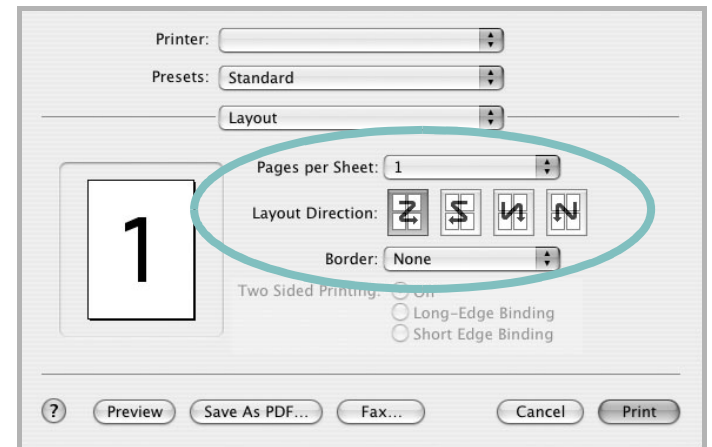 Printer:
Presets: Standard
Layout
Pages per Sheet: 1
Layout Direction:
Border: None
1
Two Sided Printing: Off
Long-Edge Binding
Short Edge Binding
? Preview Save As PDF... Fax... Cancel Print